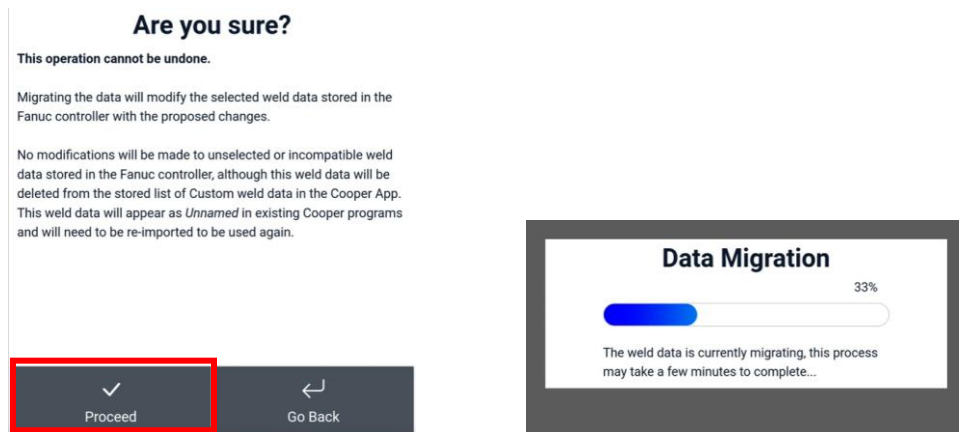 Are you sure?
This operation cannot be undone.
Migrating the data will modify the selected weld data stored in the
Fanuc controller with the proposed changes.
No modifications will be made to unselected or incompatible weld
data stored in the Fanuc controller, although this weld data will be
deleted from the stored list of Custom weld data in the Cooper App.
This weld data will appear as Unnamed in existing Cooper programs
and will need to be re-imported to be used again.
Proceed
Go Back
Data Migration
33%
The weld data is currently migrating, this process
may take a few minutes to complete...